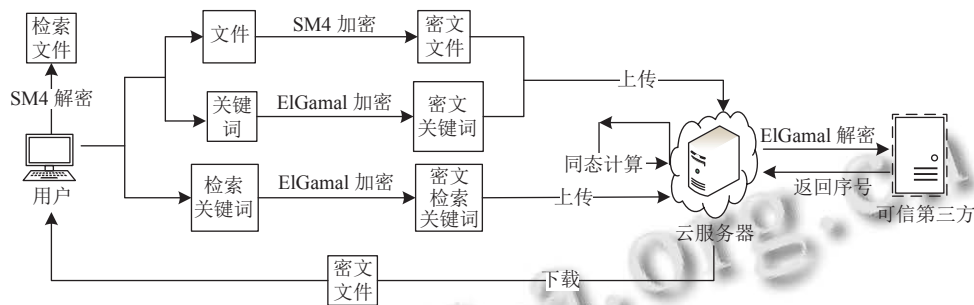 检索
文件
SM4 解密
用户
文件
SM4 加密
密文
文件
关键
词
ElGamal 加密
密文
关键词
上传
检索
关键词
ElGamal 加密
密文
检索
关键词
上传
同态计算
云服务器
ElGamal 解密
返回序号
可信第三方
密文
文件
下载